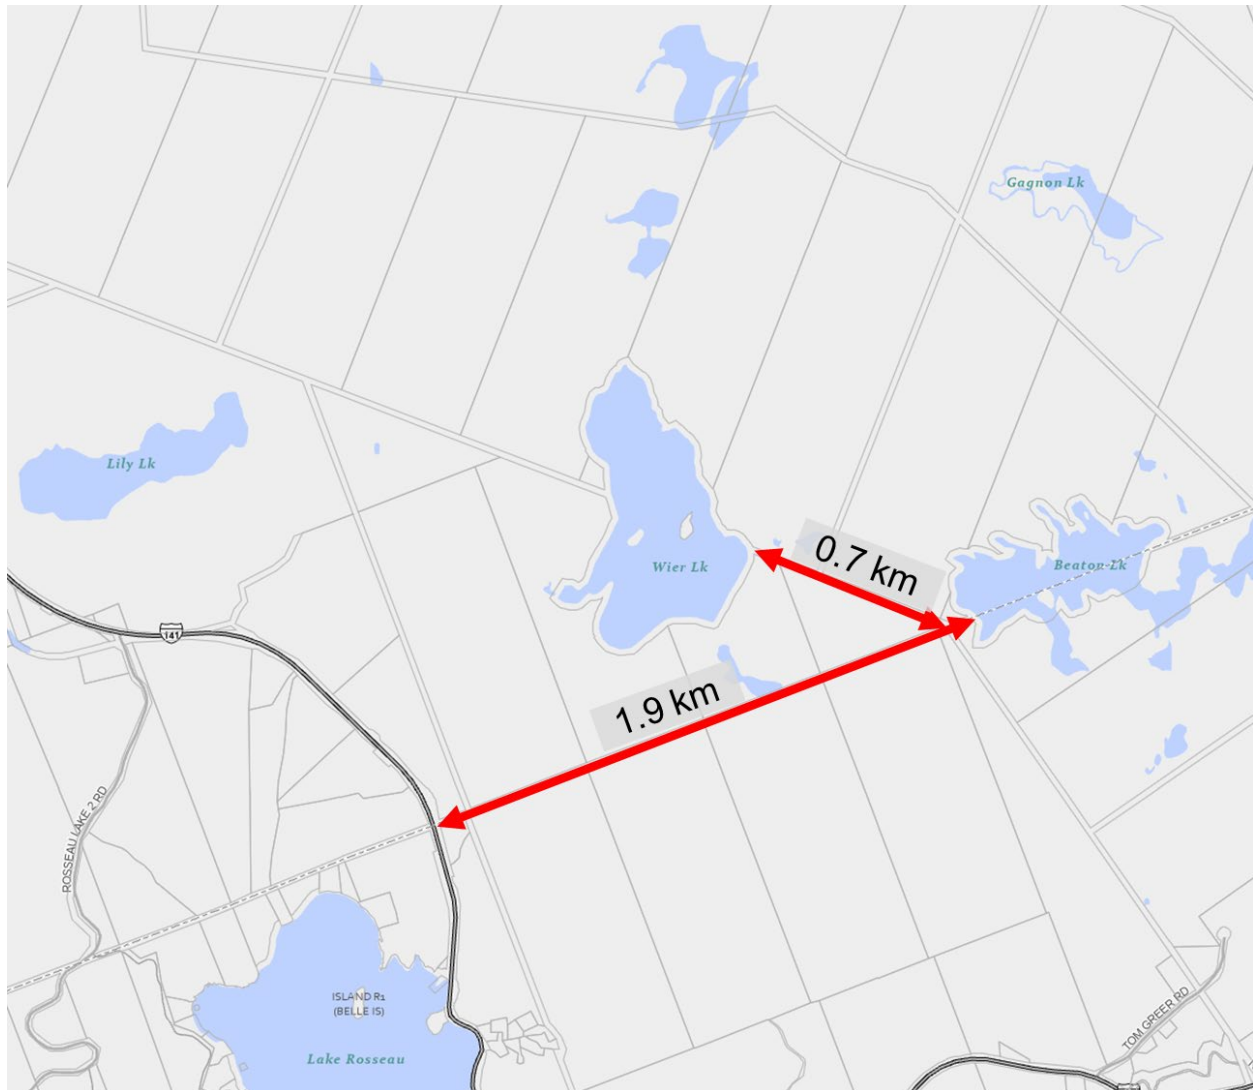 Gagnon Lk
Lily Lk
0.7 km
Wier Lk
Beaton Lk
141
1.9 km
ROSSEAU LAKE 2 RD
ISLAND R1
(BELLE IS)
TOM GREER RD
Lake Rosseau